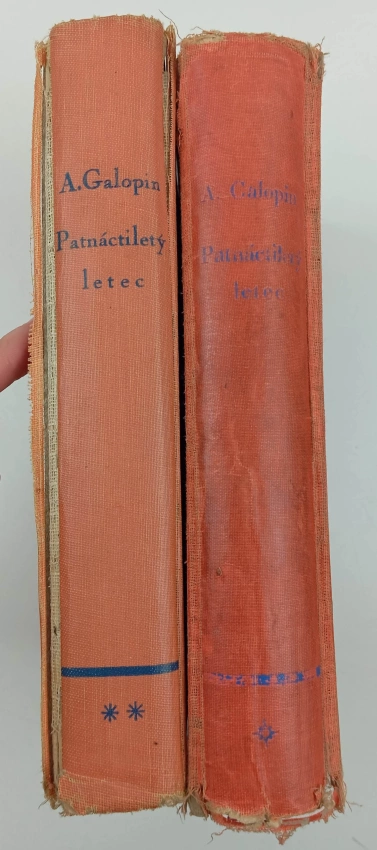 A. Galopin
Patnáctiletý
letec
**
A. Galopin
Patnáctiletý
letec
*